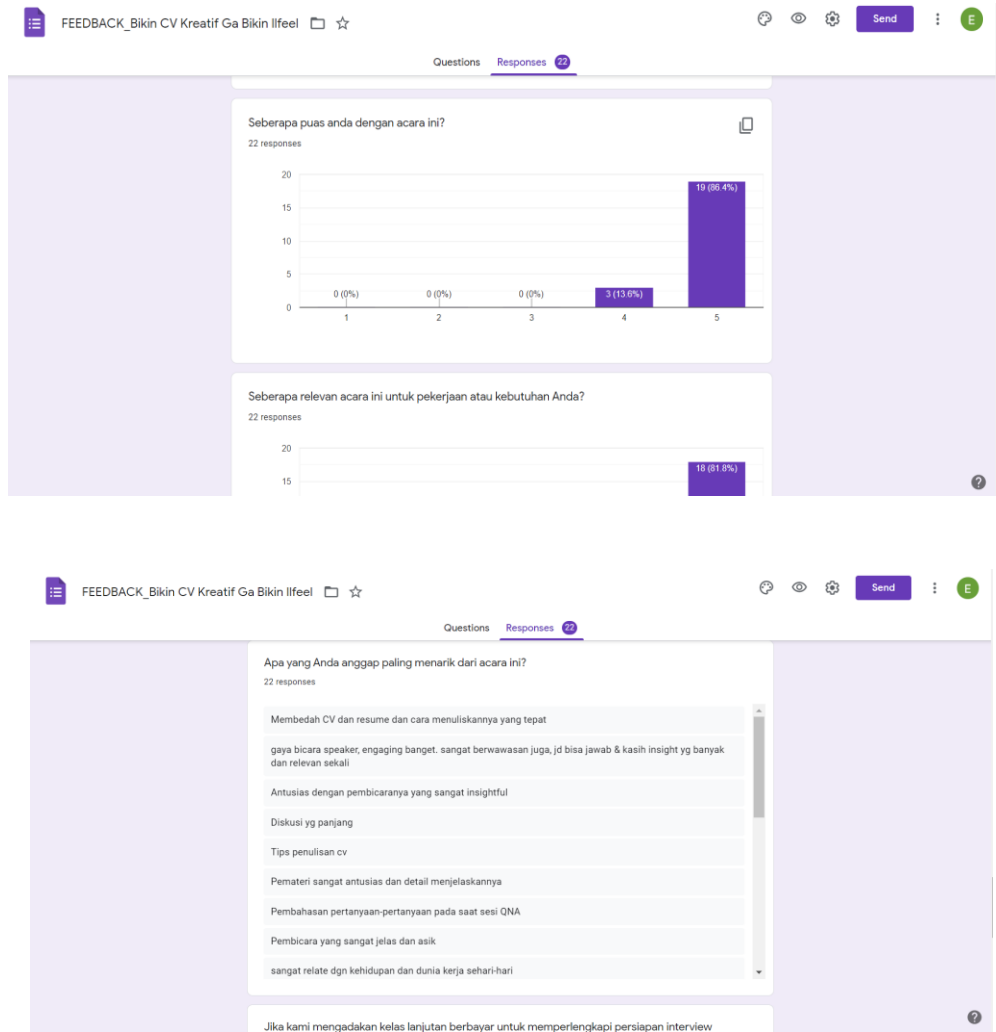 FEEDBACK_Bikin CV Kreatif Ga Bikin Ilfeel
Send
E
Questions Responses 22
Seberapa puas anda dengan acara ini?
22 responses
20
15
10
5
0
0 (0%) 0 (0%) 0 (0%) 3 (13.6%) 19 (86.4%)
1 2 3 4 5
Seberapa relevan acara ini untuk pekerjaan atau kebutuhan Anda?
22 responses
20
15
18 (81.8%)
FEEDBACK_Bikin CV Kreatif Ga Bikin Ilfeel
Send
E
Questions Responses 22
Apa yang Anda anggap paling menarik dari acara ini?
22 responses
Membedah CV dan resume dan cara menuliskannya yang tepat
gaya bicara speaker, engaging banget. sangat berwawasan juga, jd bisa jawab & kasih insight yg banyak
dan relevan sekali
Antusias dengan pembicaranya yang sangat insightful
Diskusi yg panjang
Tips penulisan cv
Pemateri sangat antusias dan detail menjelaskannya
Pembahasan pertanyaan-pertanyaan pada saat sesi QNA
Pembicara yang sangat jelas dan asik
sangat relate dgn kehidupan dan dunia kerja sehari-hari
Jika kami mengadakan kelas lanjutan berbayar untuk memperlengkapi persiapan interview